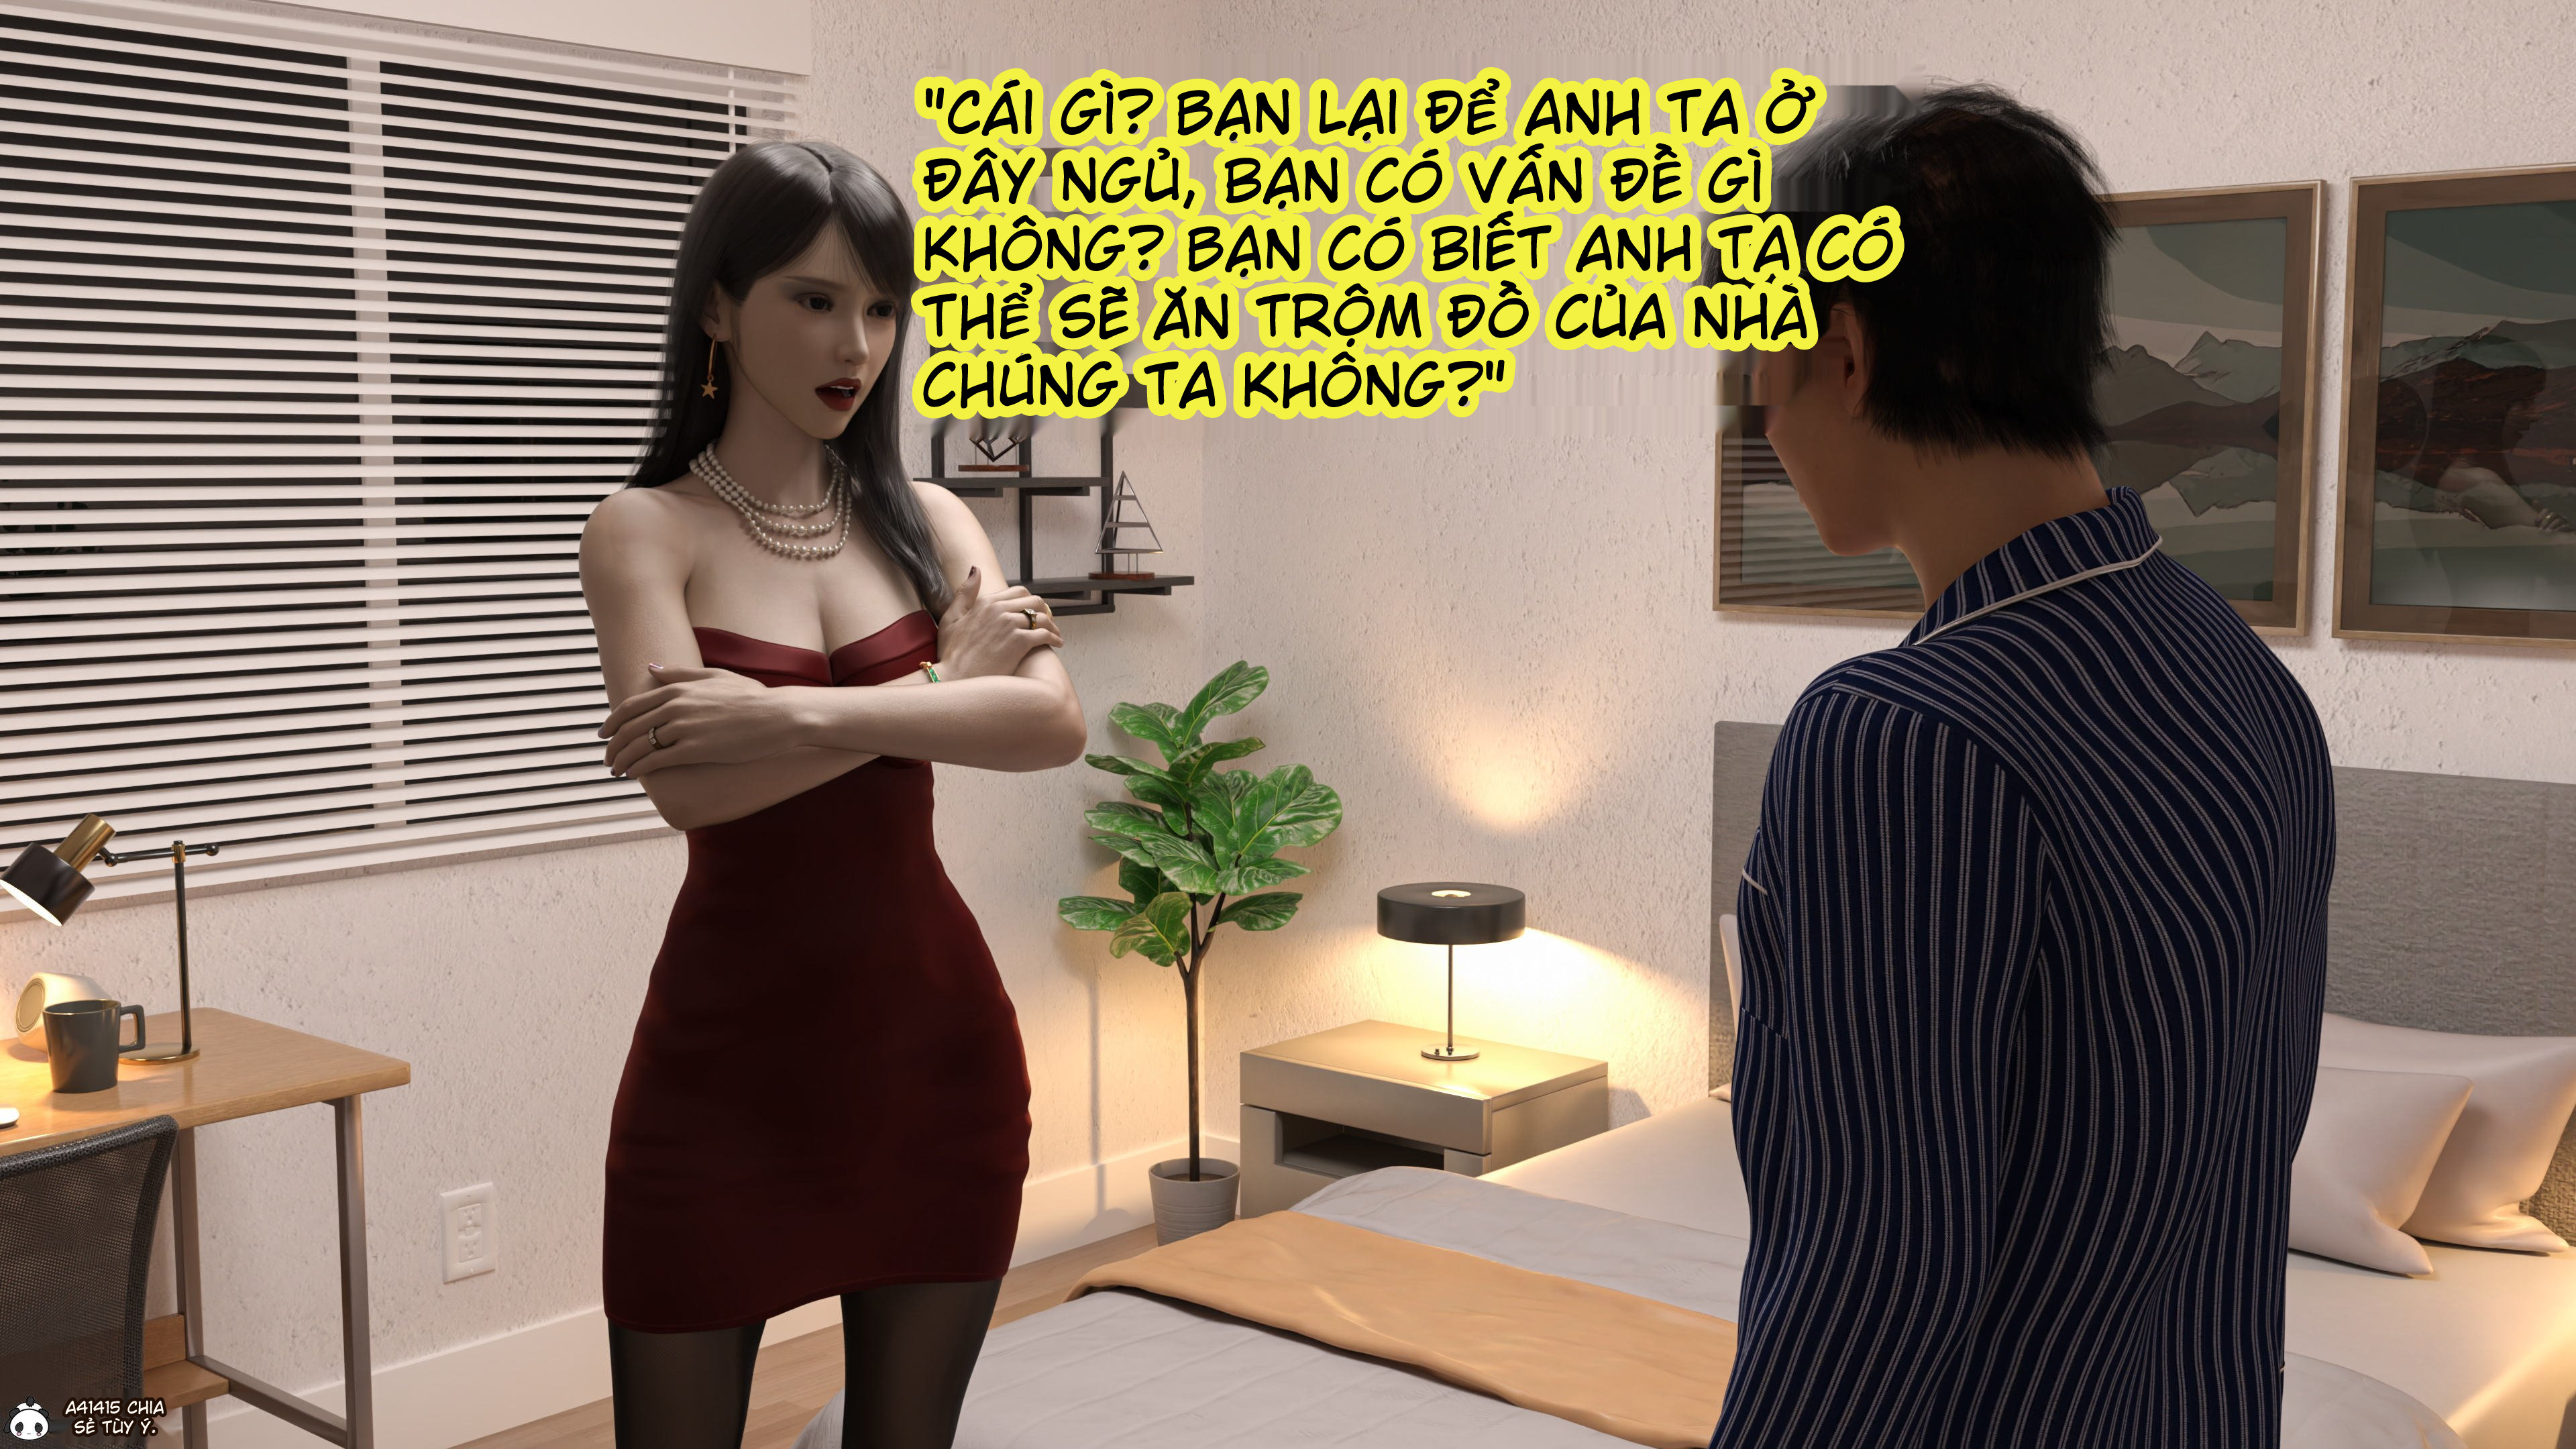 "CÁI GÌ? BẠN LẠI ĐỂ ANH TA Ở
ĐÂY NGỦ, BẠN CÓ VẤN ĐỀ GÌ
KHÔNG? BẠN CÓ BIẾT ANH TA CÓ
THỂ SẼ ĂN TRỘM ĐỒ CỦA NHÀ
CHÚNG TA KHÔNG?"
A41415 CHIA
SẺ TÙY Ý.